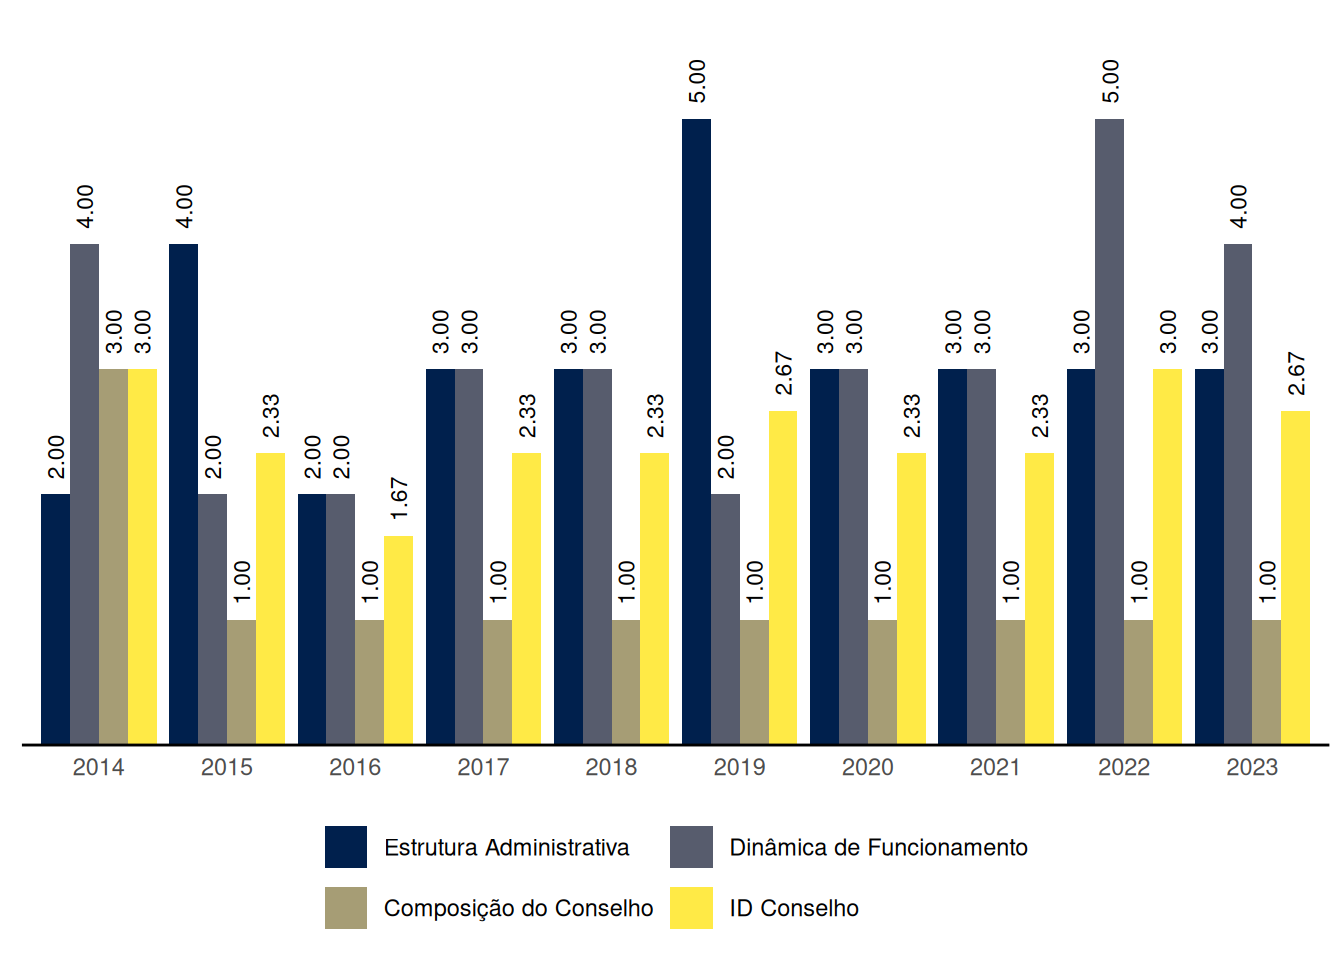 2.00 4.00 3.00 3.00 4.00 2.00 1.00 2.33 2.00 2.00 1.00 1.67 3.00 3.00 1.00 2.33 3.00 3.00 1.00 2.33 5.00 2.00 1.00 2.67 3.00 3.00 1.00 2.33 3.00 3.00 1.00 2.33 3.00 5.00 1.00 3.00 3.00 4.00 1.00 2.67
2014 2015 2016 2017 2018 2019 2020 2021 2022 2023
Estrutura Administrativa Dinâmica de Funcionamento
Composição do Conselho ID Conselho